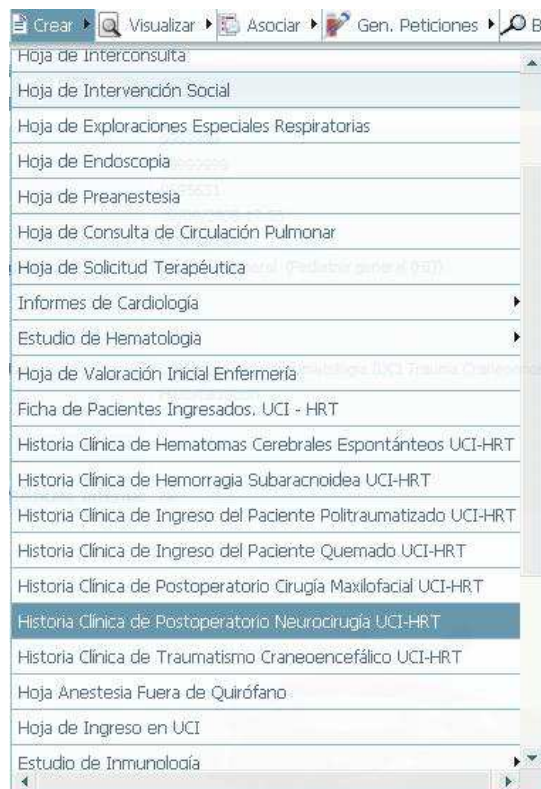 Crear Visualizar Asociar Gen. Peticiones B
Hoja de Interconsulta
Hoja de Intervención Social
Hoja de Exploraciones Especiales Respiratorias
Hoja de Endoscopia
Hoja de Preanestesia
Hoja de Consulta de Circulación Pulmonar
Hoja de Solicitud Terapéutica
Informes de Cardiología
Estudio de Hematologia
Hoja de Valoración Inicial Enfermería
Ficha de Pacientes Ingresados. UCI - HRT
Historia Clínica de Hematomas Cerebrales Espontánteos UCI-HRT
Historia Clínica de Hemorragia Subaracnoidea UCI-HRT
Historia Clínica de Ingreso del Paciente Politraumatizado UCI-HRT
Historia Clínica de Ingreso del Paciente Quemado UCI-HRT
Historia Clínica de Postoperatorio Cirugía Maxilofacial UCI-HRT
Historia Clínica de Postoperatorio Neurocirugía UCI-HRT
Historia Clínica de Traumatismo Craneoencefálico UCI-HRT
Hoja Anestesia Fuera de Quirófano
Hoja de Ingreso en UCI
Estudio de Inmunología